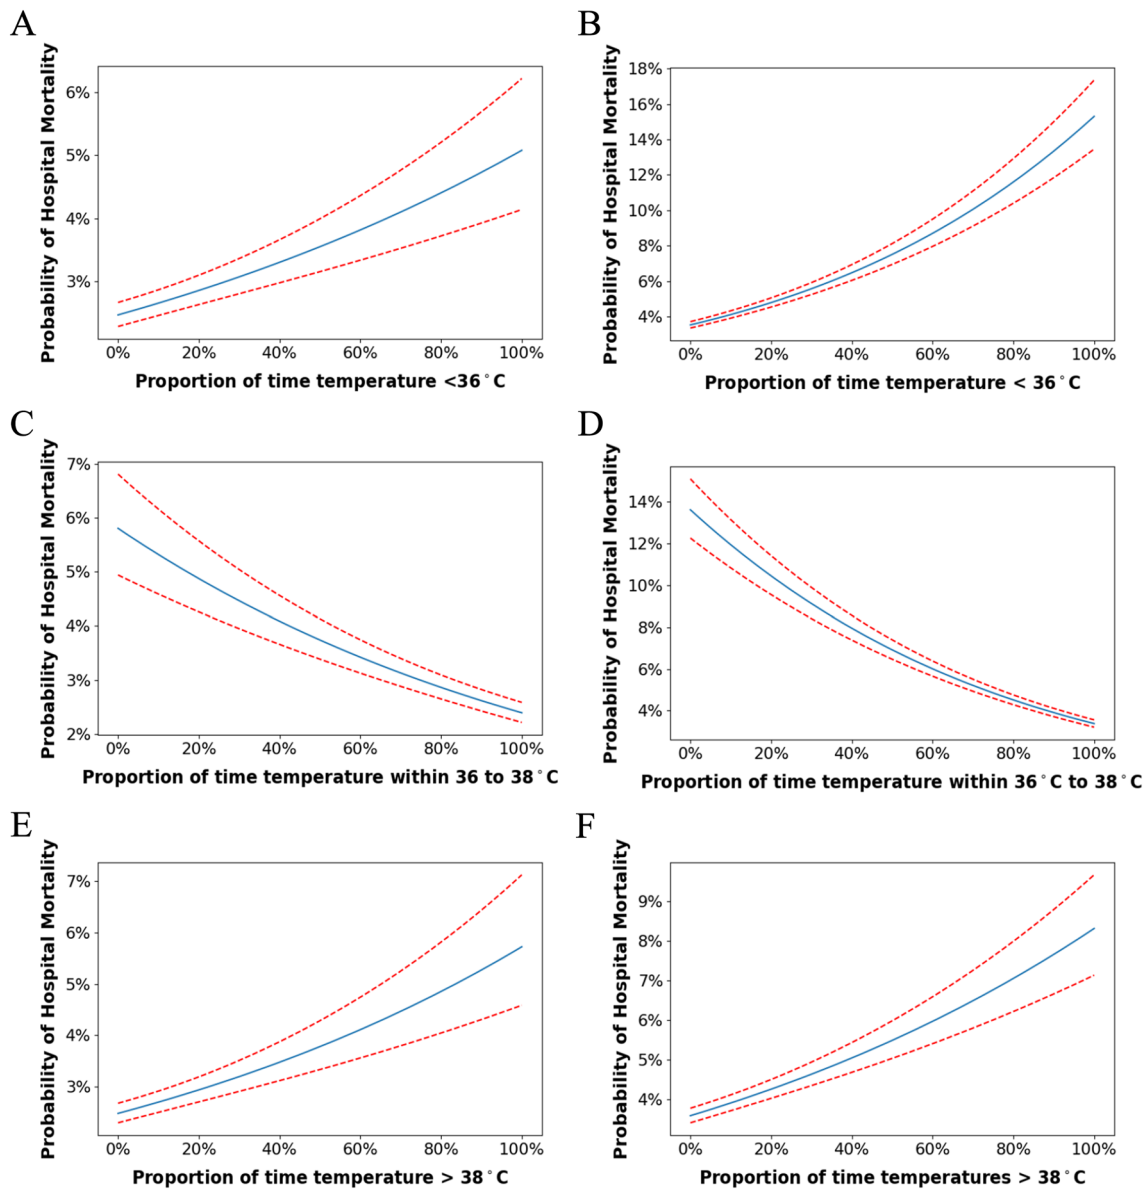 A
Probability of Hospital Mortality
6%
5%
4%
3%
0% 20% 40% 60% 80% 100%
Proportion of time temperature <36°C
B
Probability of Hospital Mortality
18%
16%
14%
12%
10%
8%
6%
4%
0% 20% 40% 60% 80% 100%
Proportion of time temperature < 36°C
C
Probability of Hospital Mortality
7%
6%
5%
4%
3%
2%
0% 20% 40% 60% 80% 100%
Proportion of time temperature within 36 to 38°C
D
Probability of Hospital Mortality
14%
12%
10%
8%
6%
4%
0% 20% 40% 60% 80% 100%
Proportion of time temperature within 36°C to 38°C
E
Probability of Hospital Mortality
7%
6%
5%
4%
3%
0% 20% 40% 60% 80% 100%
Proportion of time temperature > 38°C
F
Probability of Hospital Mortality
9%
8%
7%
6%
5%
4%
0% 20% 40% 60% 80% 100%
Proportion of time temperatures > 38°C